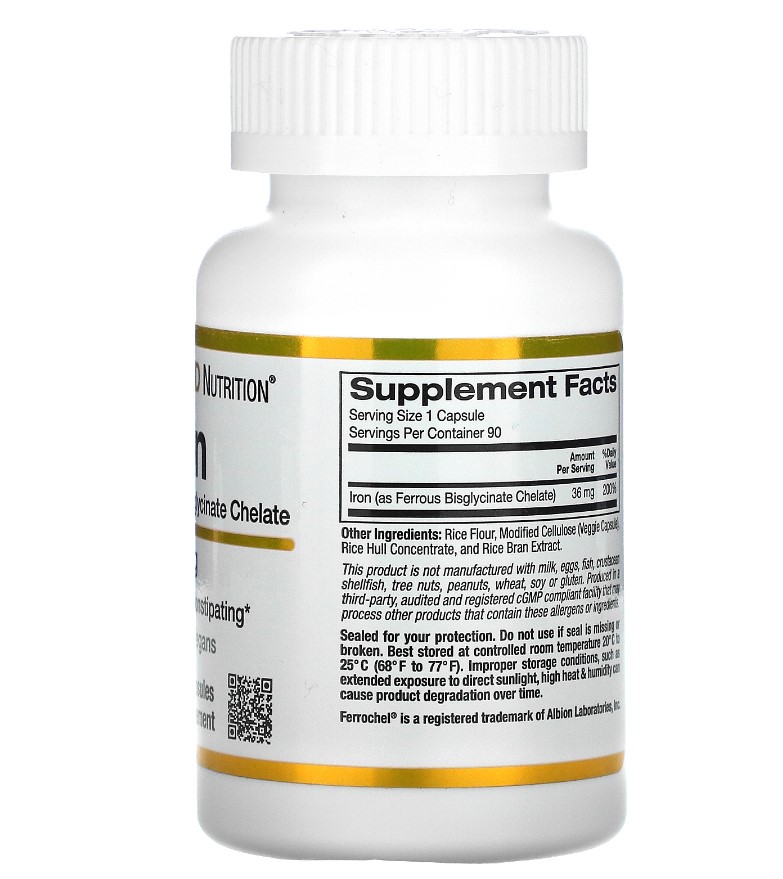 NUTRITION®
Chelate
Supplement Facts
Serving Size 1 Capsule
Servings Per Container 90
Amount %Daily
Per Serving Value
Iron (as Ferrous Bisglycinate Chelate) 36 mg 200%
Other Ingredients: Rice Flour, Modified Cellulose (Veggie Capsule),
Rice Hull Concentrate, and Rice Bran Extract.
This product is not manufactured with milk, eggs, fish, crustacean
shellfish, tree nuts, peanuts, wheat, soy or gluten. Produced in a
third-party, audited and registered cGMP compliant facility that may
process other products that contain these allergens or ingredients.
Sealed for your protection. Do not use if seal is missing or
broken. Best stored at controlled room temperature 20°C to
25°C (68°F to 77°F). Improper storage conditions, such as
extended exposure to direct sunlight, high heat & humidity can
cause product degradation over time.
Ferrochel® is a registered trademark of Albion Laboratories, Inc.